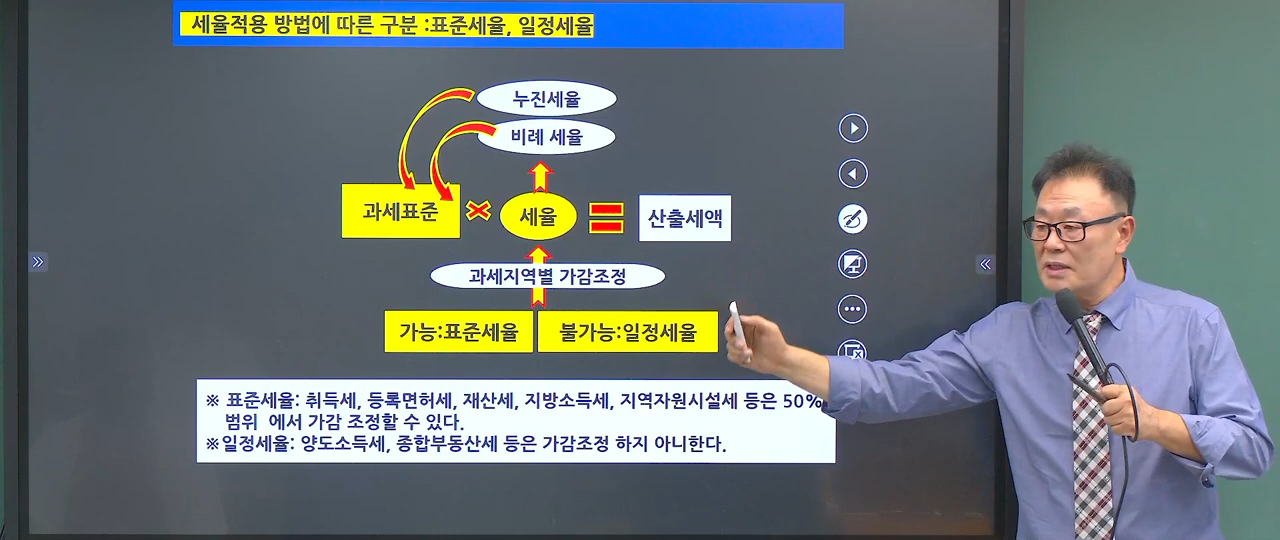 세율적용 방법에 따른 구분 :표준세율, 일정세율
누진세율
비례 세율
과세표준
세율
산출세액
과세지역별 가감조정
가능:표준세율
불가능:일정세율
※ 표준세율: 취득세, 등록면허세, 재산세, 지방소득세, 지역자원시설세 등은 50%
범위 에서 가감 조정할 수 있다.
※일정세율: 양도소득세, 종합부동산세 등은 가감조정 하지 아니한다.